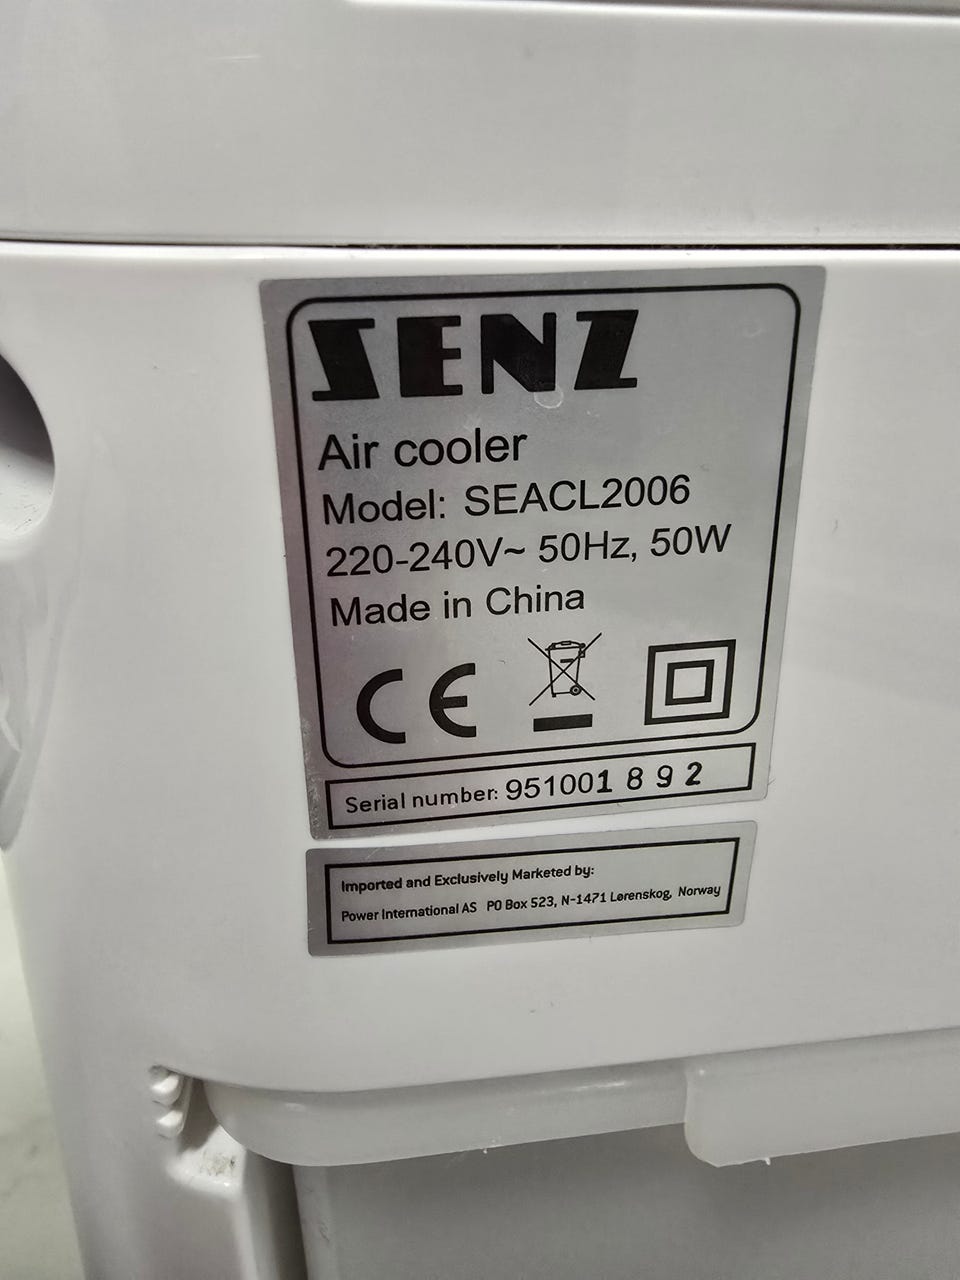 SENZ
Air cooler
Model: SEACL2006
220-240V~ 50Hz, 50W
Made in China
CE
Serial number: 951001892
Imported and Exclusively Marketed by:
Power International AS PO Box 523, N-1471 Lørenskog, Norway